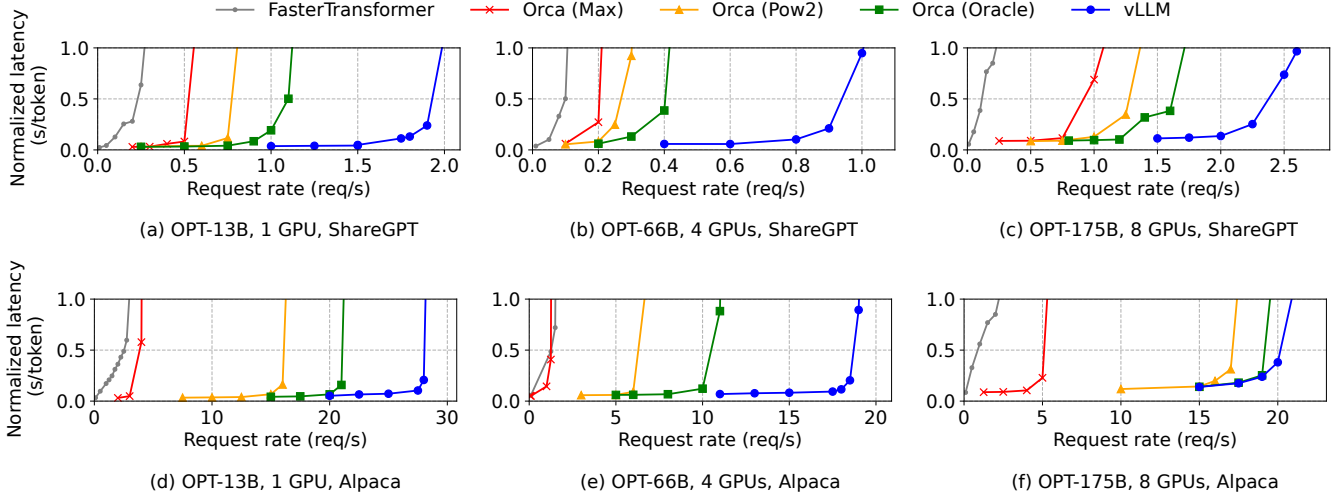 FasterTransformer Orca (Max) Orca (Pow2) Orca (Oracle) vLLM
Normalized latency
(s/token)
1.0
0.5
0.0
0.0 0.5 1.0 1.5 2.0
Request rate (req/s)
(a) OPT-13B, 1 GPU, ShareGPT
1.0
0.5
0.0
0.0 0.2 0.4 0.6 0.8 1.0
Request rate (req/s)
(b) OPT-66B, 4 GPUs, ShareGPT
1.0
0.5
0.0
0.0 0.5 1.0 1.5 2.0 2.5
Request rate (req/s)
(c) OPT-175B, 8 GPUs, ShareGPT
Normalized latency
(s/token)
1.0
0.5
0.0
0 10 20 30
Request rate (req/s)
(d) OPT-13B, 1 GPU, Alpaca
1.0
0.5
0.0
0 5 10 15 20
Request rate (req/s)
(e) OPT-66B, 4 GPUs, Alpaca
1.0
0.5
0.0
0 5 10 15 20
Request rate (req/s)
(f) OPT-175B, 8 GPUs, Alpaca